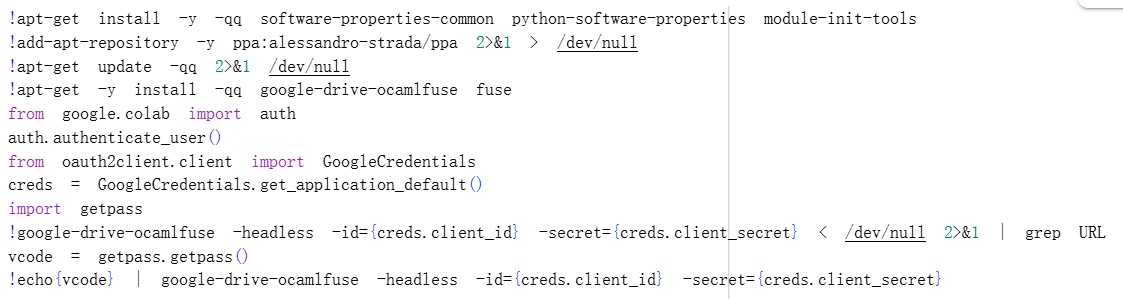 !apt-get install -y -qq software-properties-common python-software-properties module-init-tools
!add-apt-repository -y ppa:alessandro-strada/ppa 2>&1 > /dev/null
!apt-get update -qq 2>&1 /dev/null
!apt-get -y install -qq google-drive-ocamlfuse fuse
from google.colab import auth
auth.authenticate_user()
from oauth2client.client import GoogleCredentials
creds = GoogleCredentials.get_application_default()
import getpass
!google-drive-ocamlfuse -headless -id={creds.client_id} -secret={creds.client_secret} < /dev/null 2>&1 | grep URL
vcode = getpass.getpass()
!echo{vcode} | google-drive-ocamlfuse -headless -id={creds.client_id} -secret={creds.client_secret}